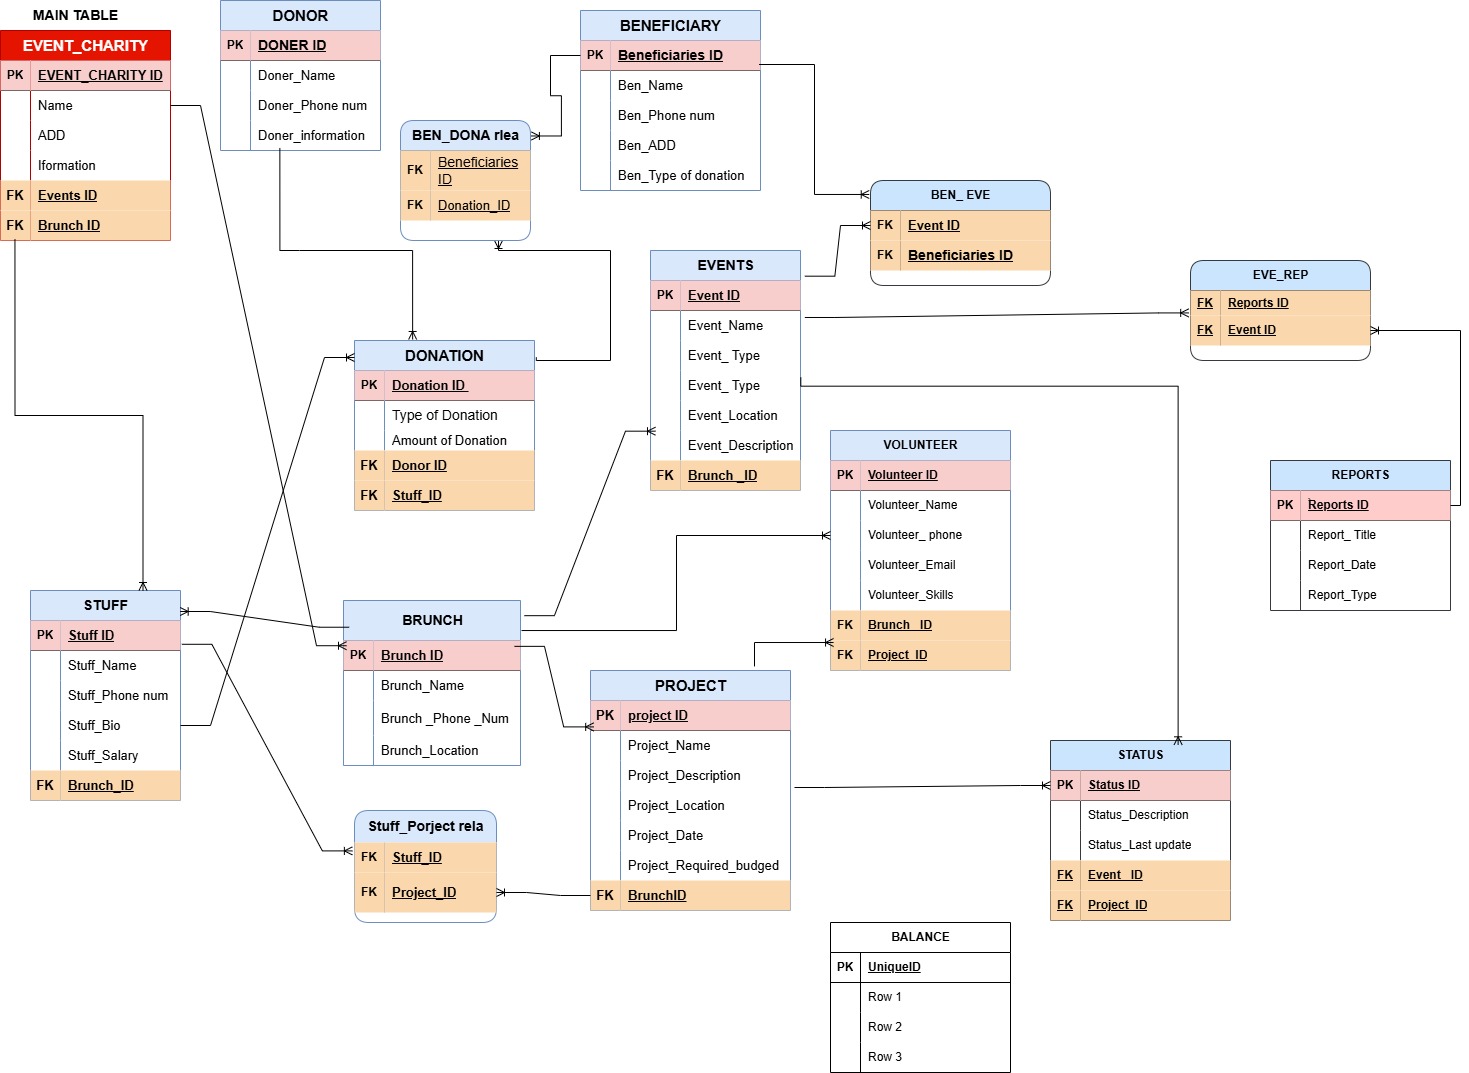 MAIN TABLE
EVENT_CHARITY
PK EVENT_CHARITY ID
Name
ADD
Iformation
FK Events ID
FK Brunch ID
DONOR
PK DONER ID
Doner_Name
Doner_Phone num
Doner_information
BEN_DONA rlea
FK Beneficiaries
ID
FK Donation_ID
BENEFICIARY
PK Beneficiaries ID
Ben_Name
Ben_Phone num
Ben_ADD
Ben_Type of donation
BEN_ EVE
FK Event ID
FK Beneficiaries ID
EVENTS
PK Event ID
Event_Name
Event_ Type
Event_ Type
Event_Location
Event_Description
FK Brunch _ID
EVE_REP
FK Reports ID
FK Event ID
DONATION
PK Donation ID
Type of Donation
Amount of Donation
FK Donor ID
FK Stuff_ID
VOLUNTEER
PK Volunteer ID
Volunteer_Name
Volunteer_ phone
Volunteer_Email
Volunteer_Skills
FK Brunch _ID
FK Project_ID
REPORTS
PK Reports ID
Report_ Title
Report_Date
Report_Type
STUFF
PK Stuff ID
Stuff_Name
Stuff_Phone num
Stuff_Bio
Stuff_Salary
FK Brunch_ID
BRUNCH
PK Brunch ID
Brunch_Name
Brunch _Phone _Num
Brunch_Location
PROJECT
PK project ID
Project_Name
Project_Description
Project_Location
Project_Date
Project_Required_budged
FK BrunchID
STATUS
PK Status ID
Status_Description
Status_Last update
FK Event _ID
FK Project_ID
Stuff_Porject rela
FK Stuff_ID
FK Project_ID
BALANCE
PK UniqueID
Row 1
Row 2
Row 3